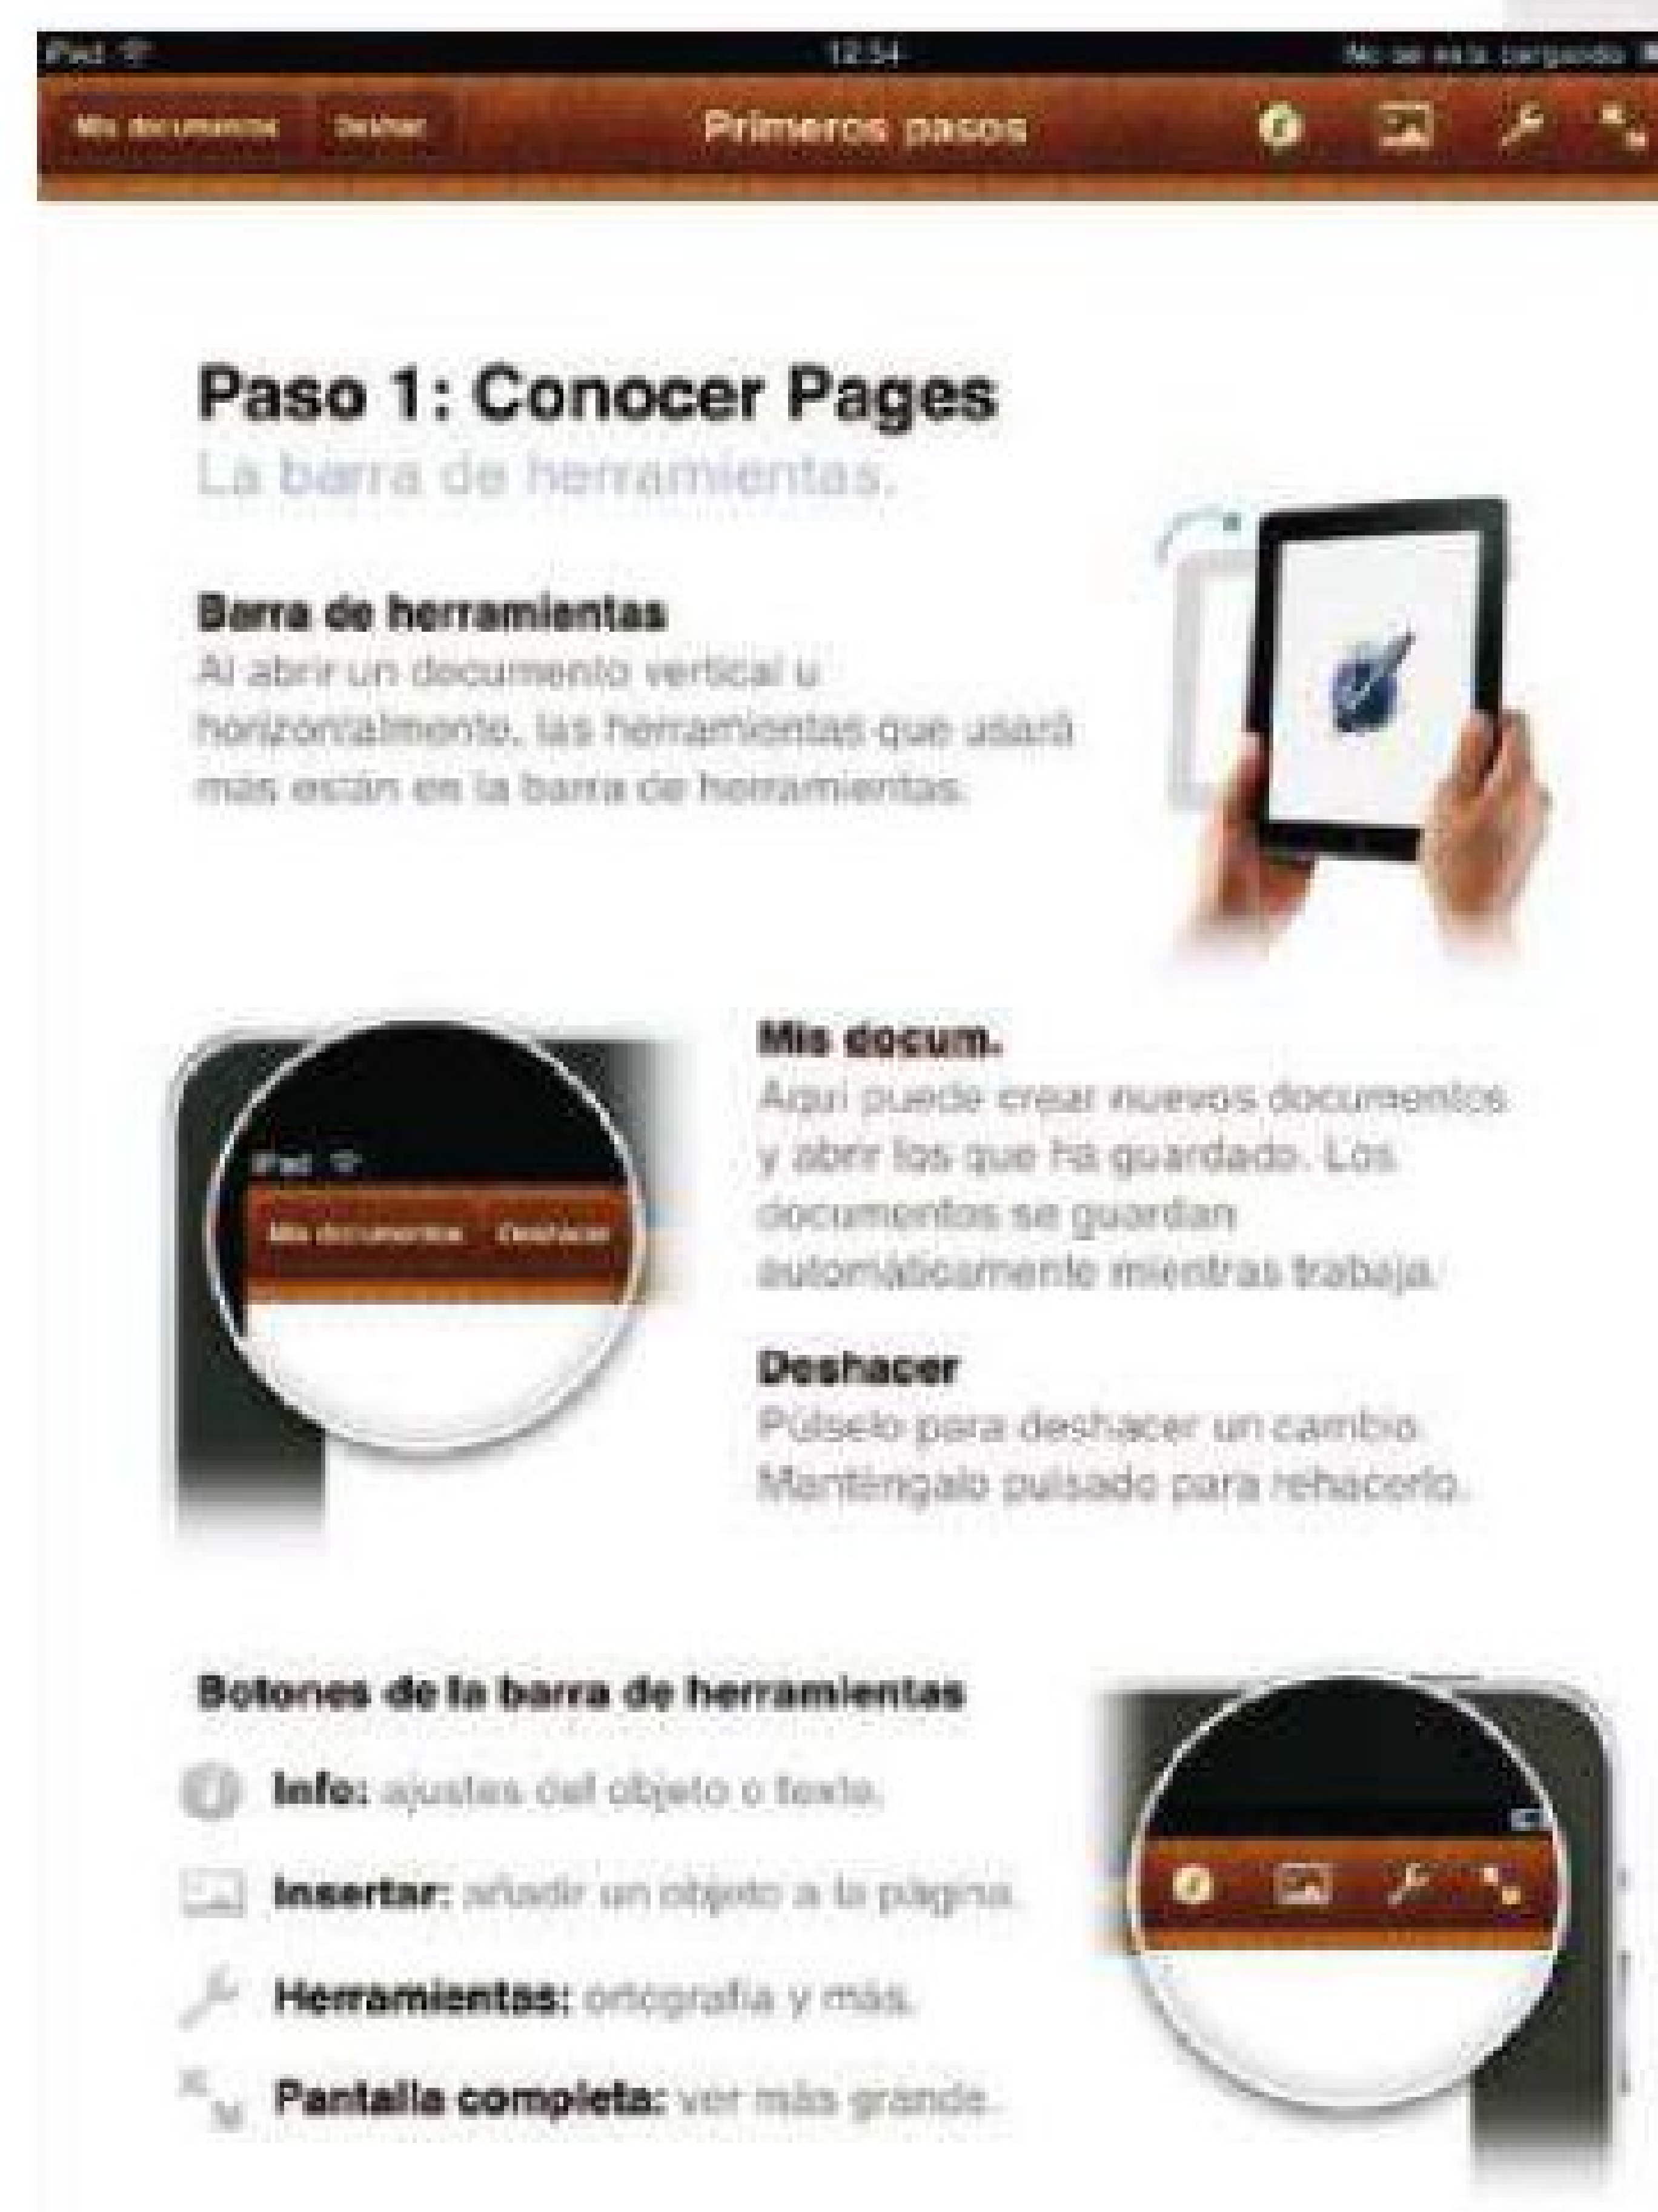 iPad
12:54
No se está cargando
Mis documentos
Deshacer
Primeros pasos
Paso 1: Conocer Pages
La barra de herramientas.
Barra de herramientas
Al abrir un documento vertical u
horizontalmente, las herramientas que usará
más están en la barra de herramientas.
iPad
Mis documentos
Deshacer
Mis docum.
Aquí puede crear nuevos documentos
y abrir los que ha guardado. Los
documentos se guardan
automáticamente mientras trabaja.
Deshacer
Púlselo para deshacer un cambio.
Manténgalo pulsado para rehacerlo.
Botones de la barra de herramientas
Info: ajustes del objeto o texto.
Insertar: añadir un objeto a la página.
Herramientas: ortografía y más.
Pantalla completa: ver más grande.